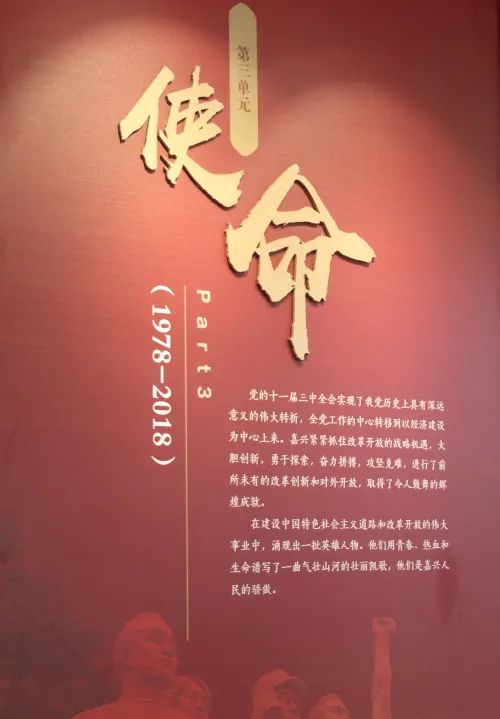 第三单元
使命
Part3
(1978—2018)
党的十一届三中全会实现了我党历史上具有深远
意义的伟大转折，全党工作的中心转移到以经济建设
为中心上来。嘉兴紧紧抓住改革开放的战略机遇，大
胆创新，勇于探索，奋力拼搏，攻坚克难，进行了前
所未有的改革创新和对外开放，取得了令人鼓舞的辉
煌成就。
在建设中国特色社会主义道路和改革开放的伟大
事业中，涌现出一批英雄人物。他们用青春、热血和
生命谱写了一曲气壮山河的壮丽凯歌，他们是嘉兴人
民的骄傲。